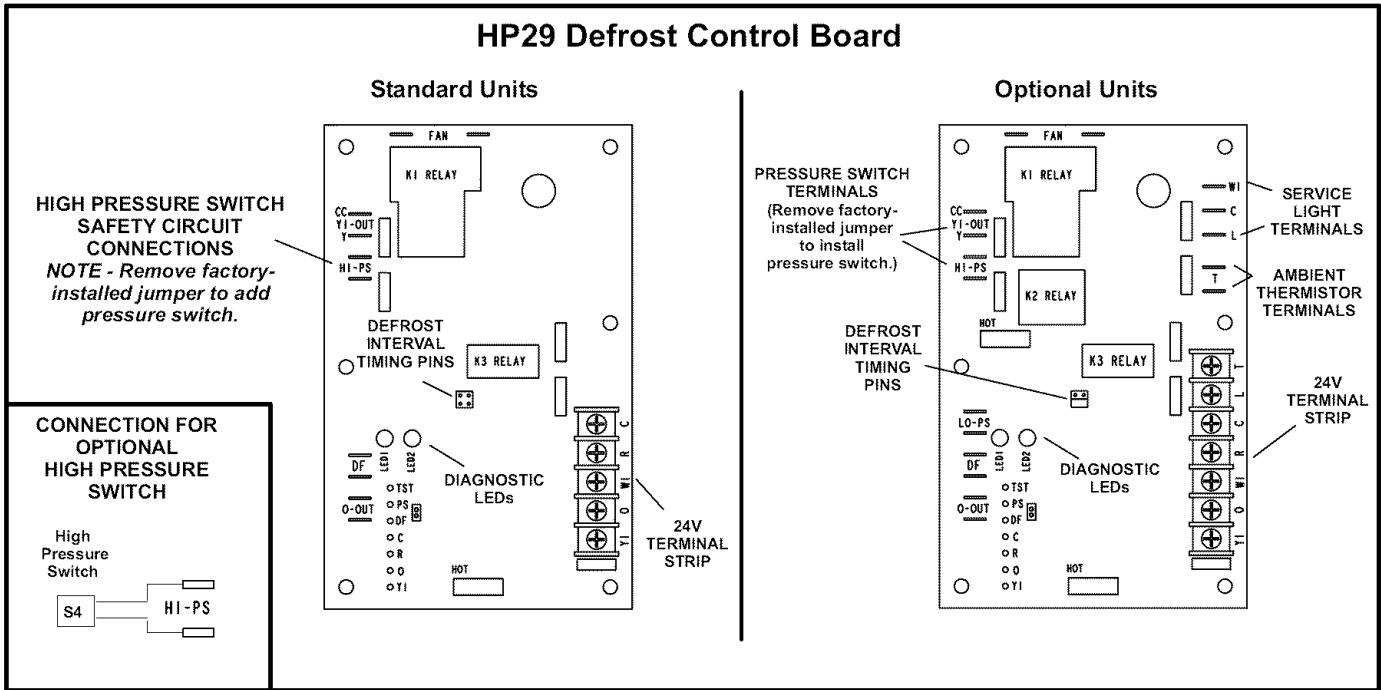 HP29 Defrost Control Board
Standard Units
HIGH PRESSURE SWITCH
SAFETY CIRCUIT
CONNECTIONS
NOTE - Remove factory-
installed jumper to add
pressure switch.
FAN
K1 RELAY
CC
Y1-OUT
Y
HI-PS
DEFROST
INTERVAL
TIMING PINS
K3 RELAY
C
R
W1
O
Y1
LED1
LED2
DIAGNOSTIC
LEDs
DF
O-OUT
TST
PS
DF
C
R
O
Y1
HOT
24V
TERMINAL
STRIP
CONNECTION FOR
OPTIONAL
HIGH PRESSURE
SWITCH
High
Pressure
Switch
S4
HI-PS
Optional Units
PRESSURE SWITCH
TERMINALS
(Remove factory-
installed jumper
to install
pressure switch.)
FAN
K1 RELAY
CC
Y1-OUT
Y
HI-PS
K2 RELAY
HOT
W1
C
L
SERVICE
LIGHT
TERMINALS
T
AMBIENT
THERMISTOR
TERMINALS
DEFROST
INTERVAL
TIMING
PINS
K3 RELAY
T
L
C
R
W1
O
Y1
24V
TERMINAL
STRIP
LO-PS
LED1
LED2
DIAGNOSTIC
LEDs
DF
O-OUT
TST
PS
DF
C
R
O
Y1
HOT